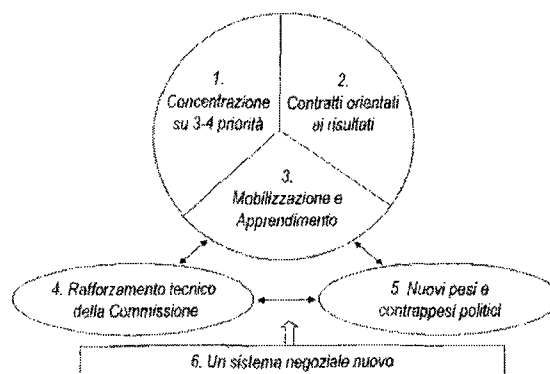 1.
Concentrazione
su 3-4 priorità
2.
Contratti orientati
ai risultati
3.
Mobilizzazione e
Apprendimento
4. Rafforzamento tecnico
della Commissione
5. Nuovi pesi e
contrappesi politici
6. Un sistema negoziale nuovo